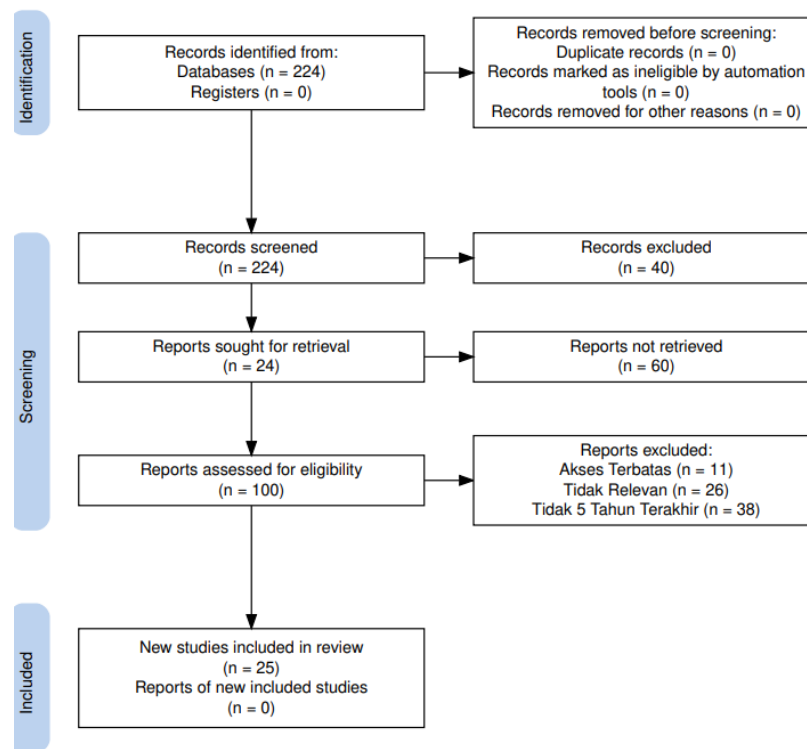 Identification
Records identified from:
Databases (n = 224)
Registers (n = 0)
Records removed before screening:
Duplicate records (n = 0)
Records marked as ineligible by automation
tools (n = 0)
Records removed for other reasons (n = 0)
Screening
Records screened
(n = 224)
Records excluded
(n = 40)
Reports sought for retrieval
(n = 24)
Reports not retrieved
(n = 60)
Reports assessed for eligibility
(n = 100)
Reports excluded:
Akses Terbatas (n = 11)
Tidak Relevan (n = 26)
Tidak 5 Tahun Terakhir (n = 38)
Included
New studies included in review
(n = 25)
Reports of new included studies
(n = 0)